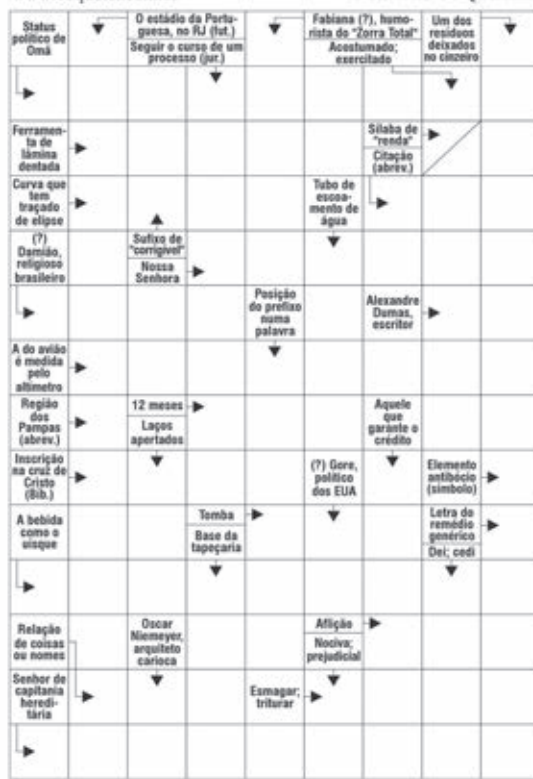 Status
político de
Omã
O estádio da Portu-
guesa, no RJ (fut.)
Seguir o curso de um
processo (jur.)
Fabiana (?), humo-
rista do "Zorra Total"
Acostumado;
exercitado
Um dos
resíduos
deixados
no cinzeiro
Ferramen-
ta de
lâmina
dentada
Sílaba de
"renda"
Citação
(abrev.)
Curva que
tem
traçado
de elipse
Tubo de
escoa-
mento de
água
(?)
Damião,
religioso
brasileiro
Sufixo de
"corrigível"
Nossa
Senhora
Posição
do prefixo
numa
palavra
Alexandre
Dumas,
escritor
A do avião
é medida
pelo
altímetro
Região
dos
Pampas
(abrev.)
12 meses
Laços
apertados
Aquele
que
garante o
crédito
Inscrição
na cruz de
Cristo
(Bíb.)
(?) Gore,
político
dos EUA
Elemento
antibócio
(símbolo)
A bebida
como o
uísque
Tomba
Base da
tapeçaria
Letra do
remédio
genérico
Dei; cedi
Relação
de coisas
ou nomes
Oscar
Niemeyer,
arquiteto
carioca
Aflição
Nociva;
prejudicial
Senhor de
capitania
heredi-
tária
Esmagar;
triturar